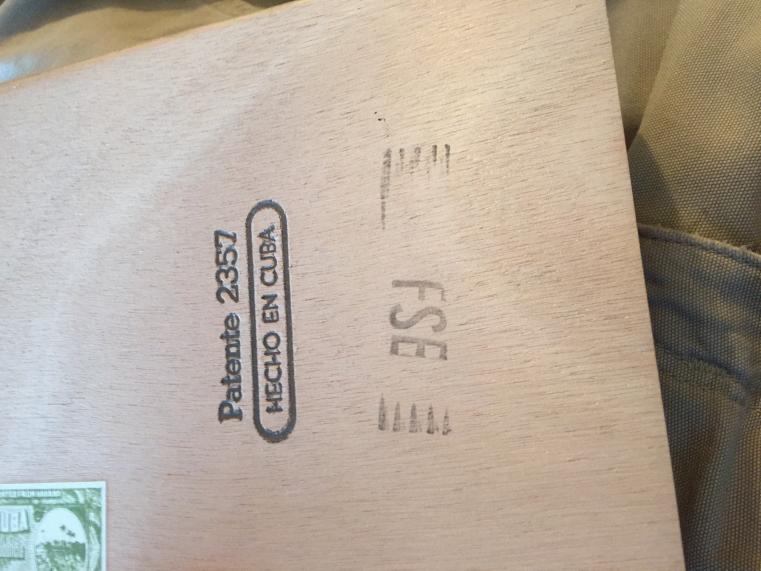 Patente 2357
HECHO EN CUBA
FSE